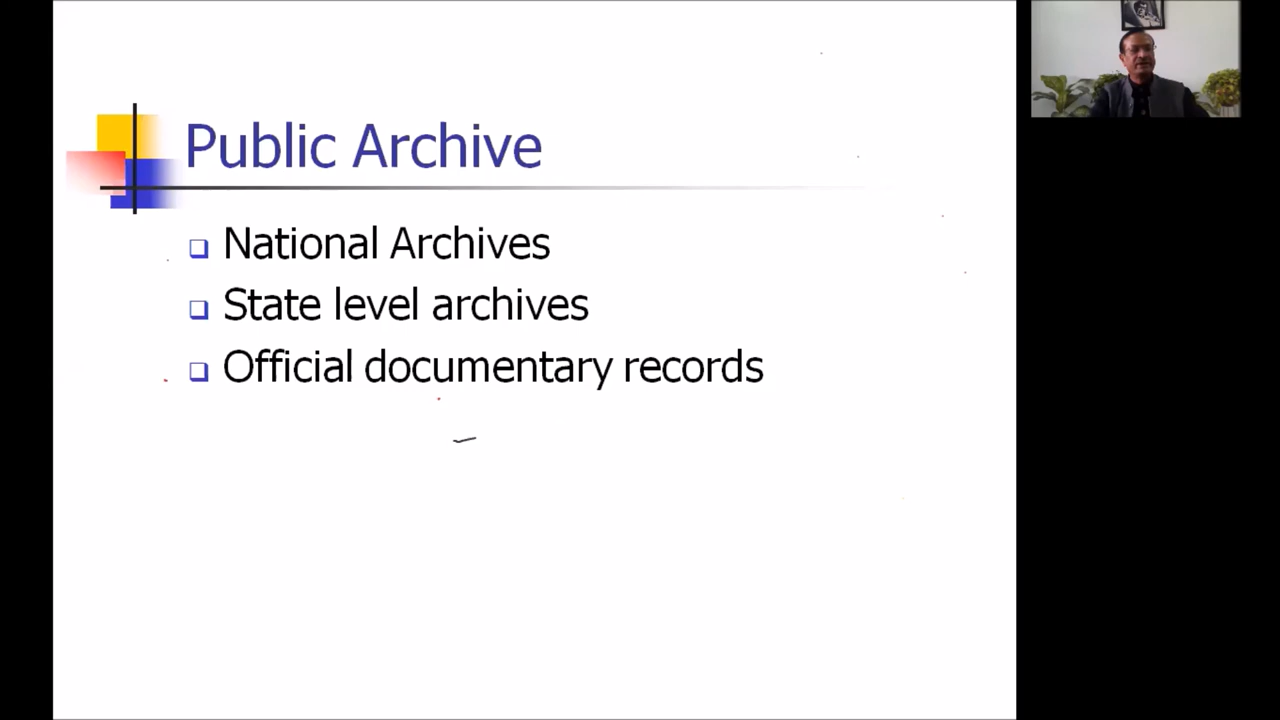 Public Archive
National Archives
State level archives
Official documentary records